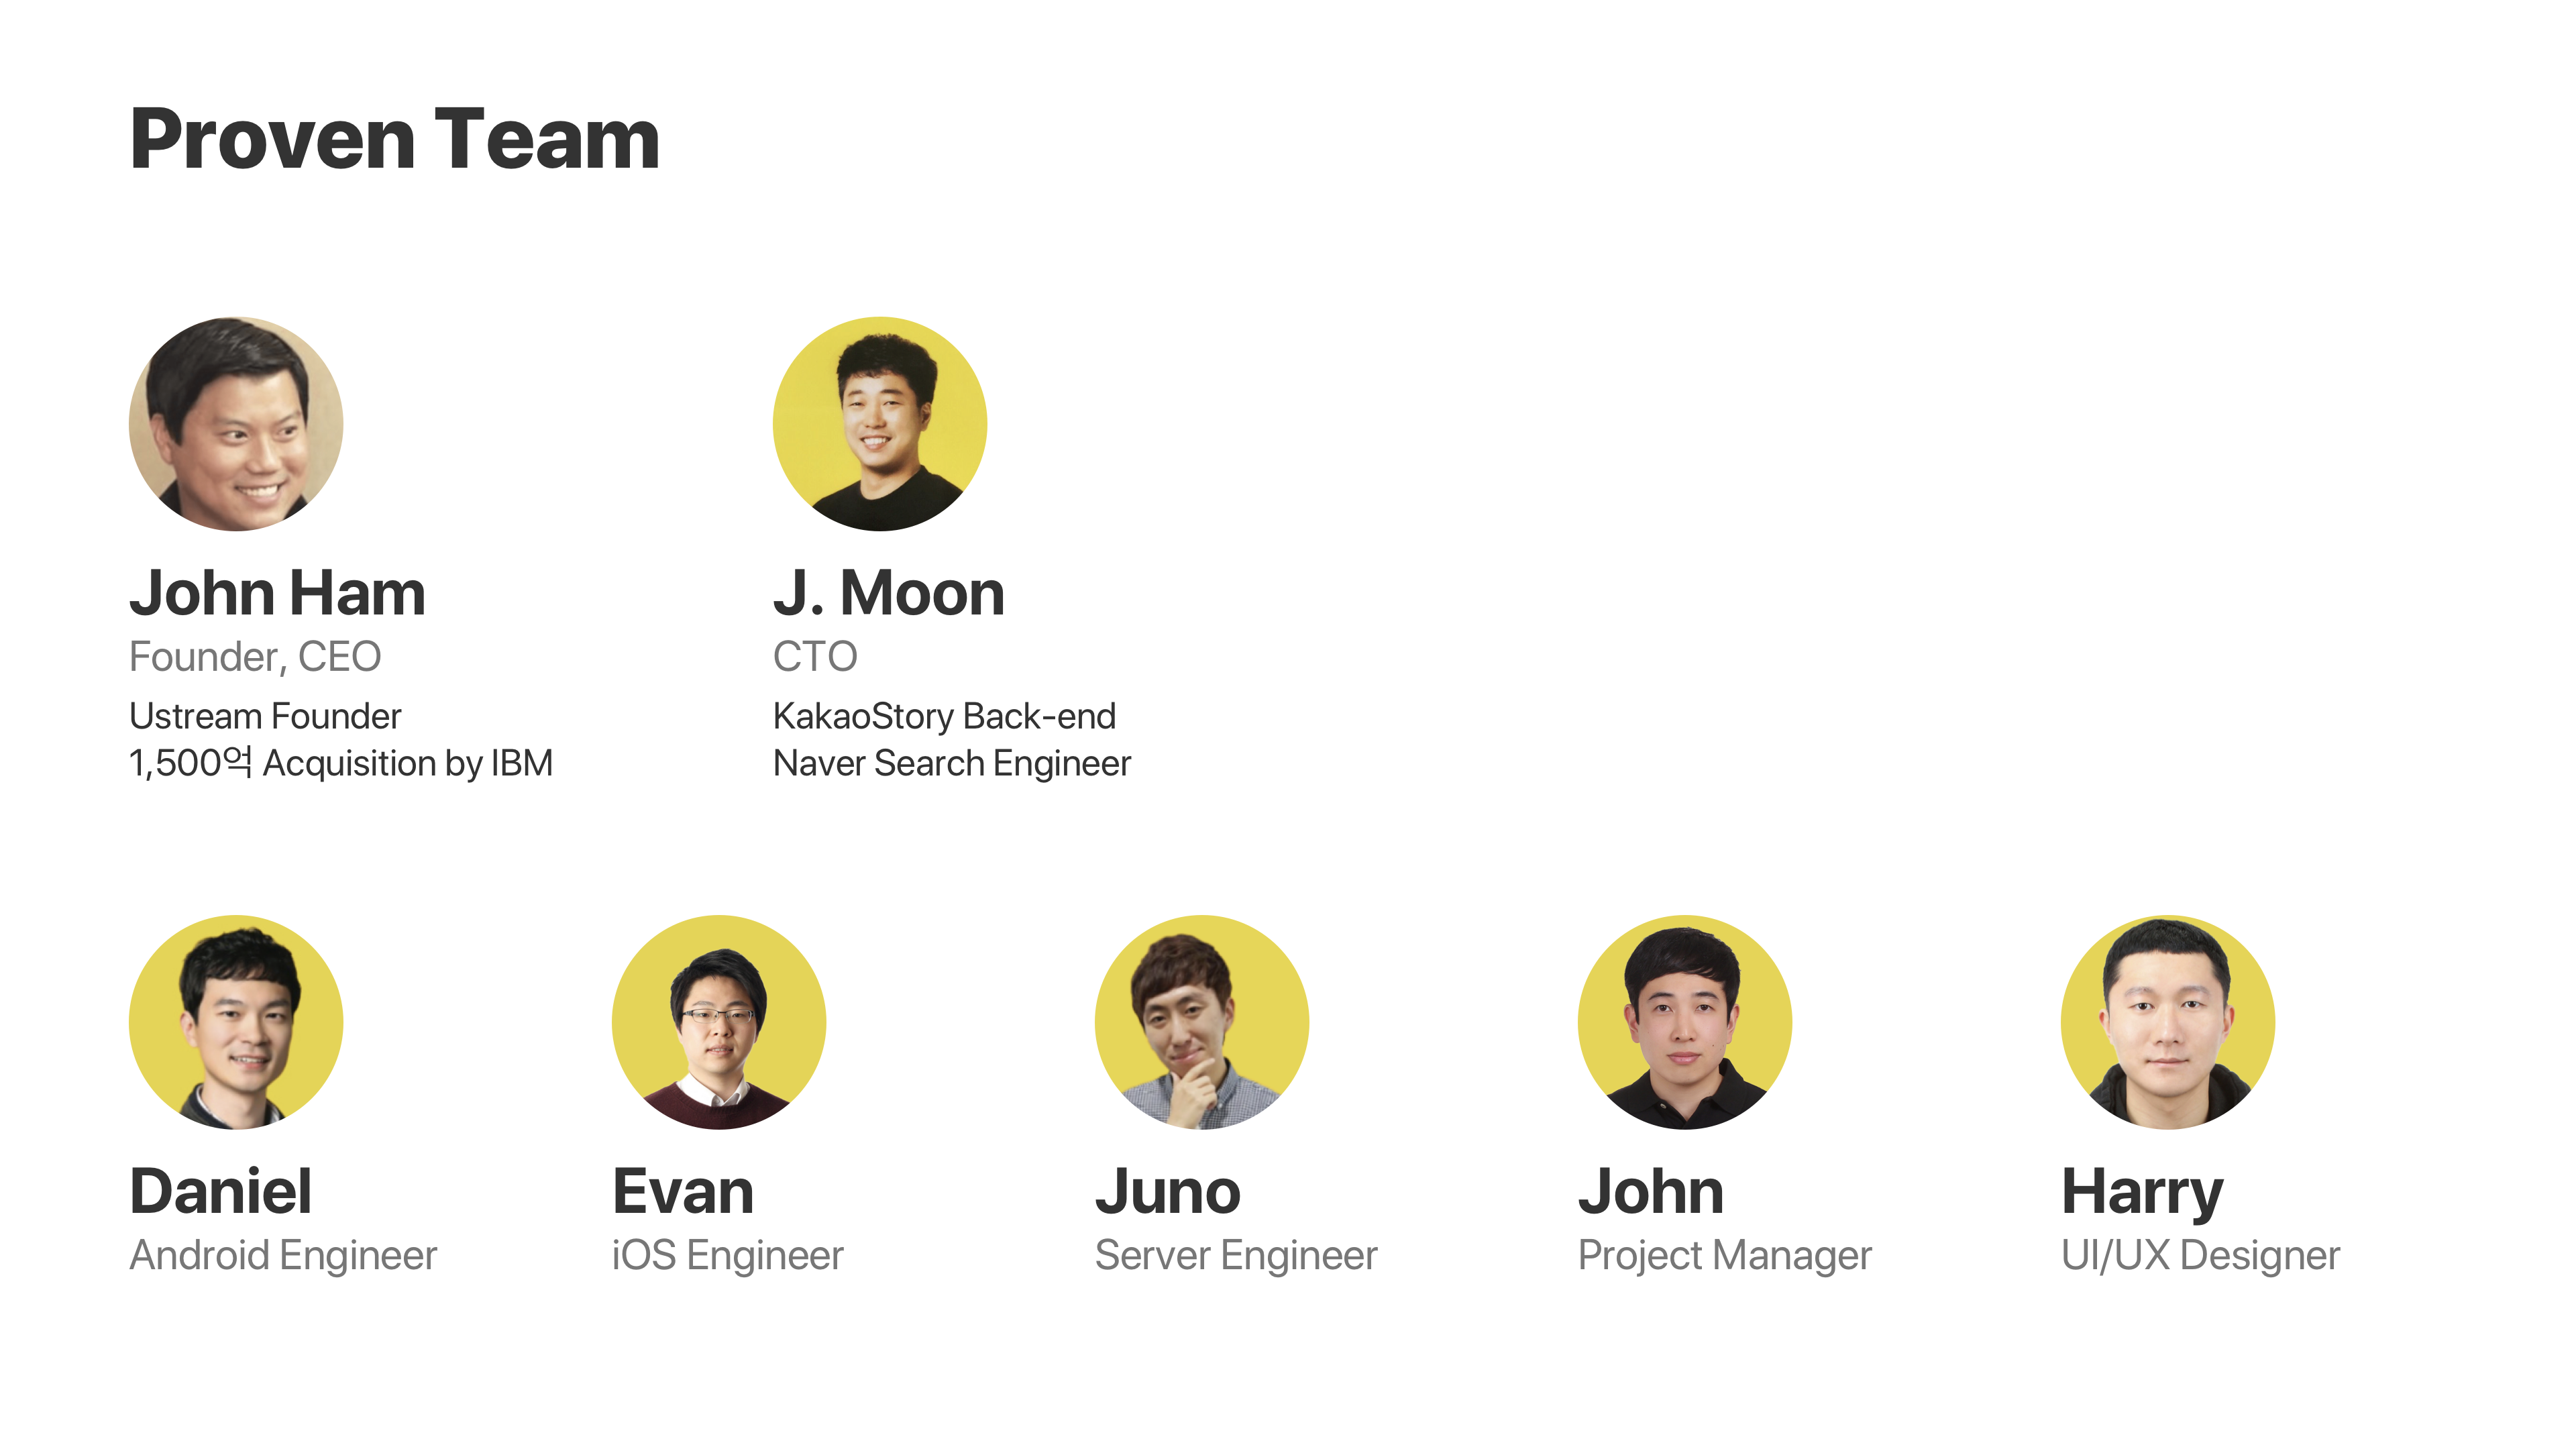 Proven Team
John Ham
Founder, CEO
Ustream Founder
1,500억 Acquisition by IBM
J. Moon
CTO
KakaoStory Back-end
Naver Search Engineer
Daniel
Android Engineer
Evan
iOS Engineer
Juno
Server Engineer
John
Project Manager
Harry
UI/UX Designer